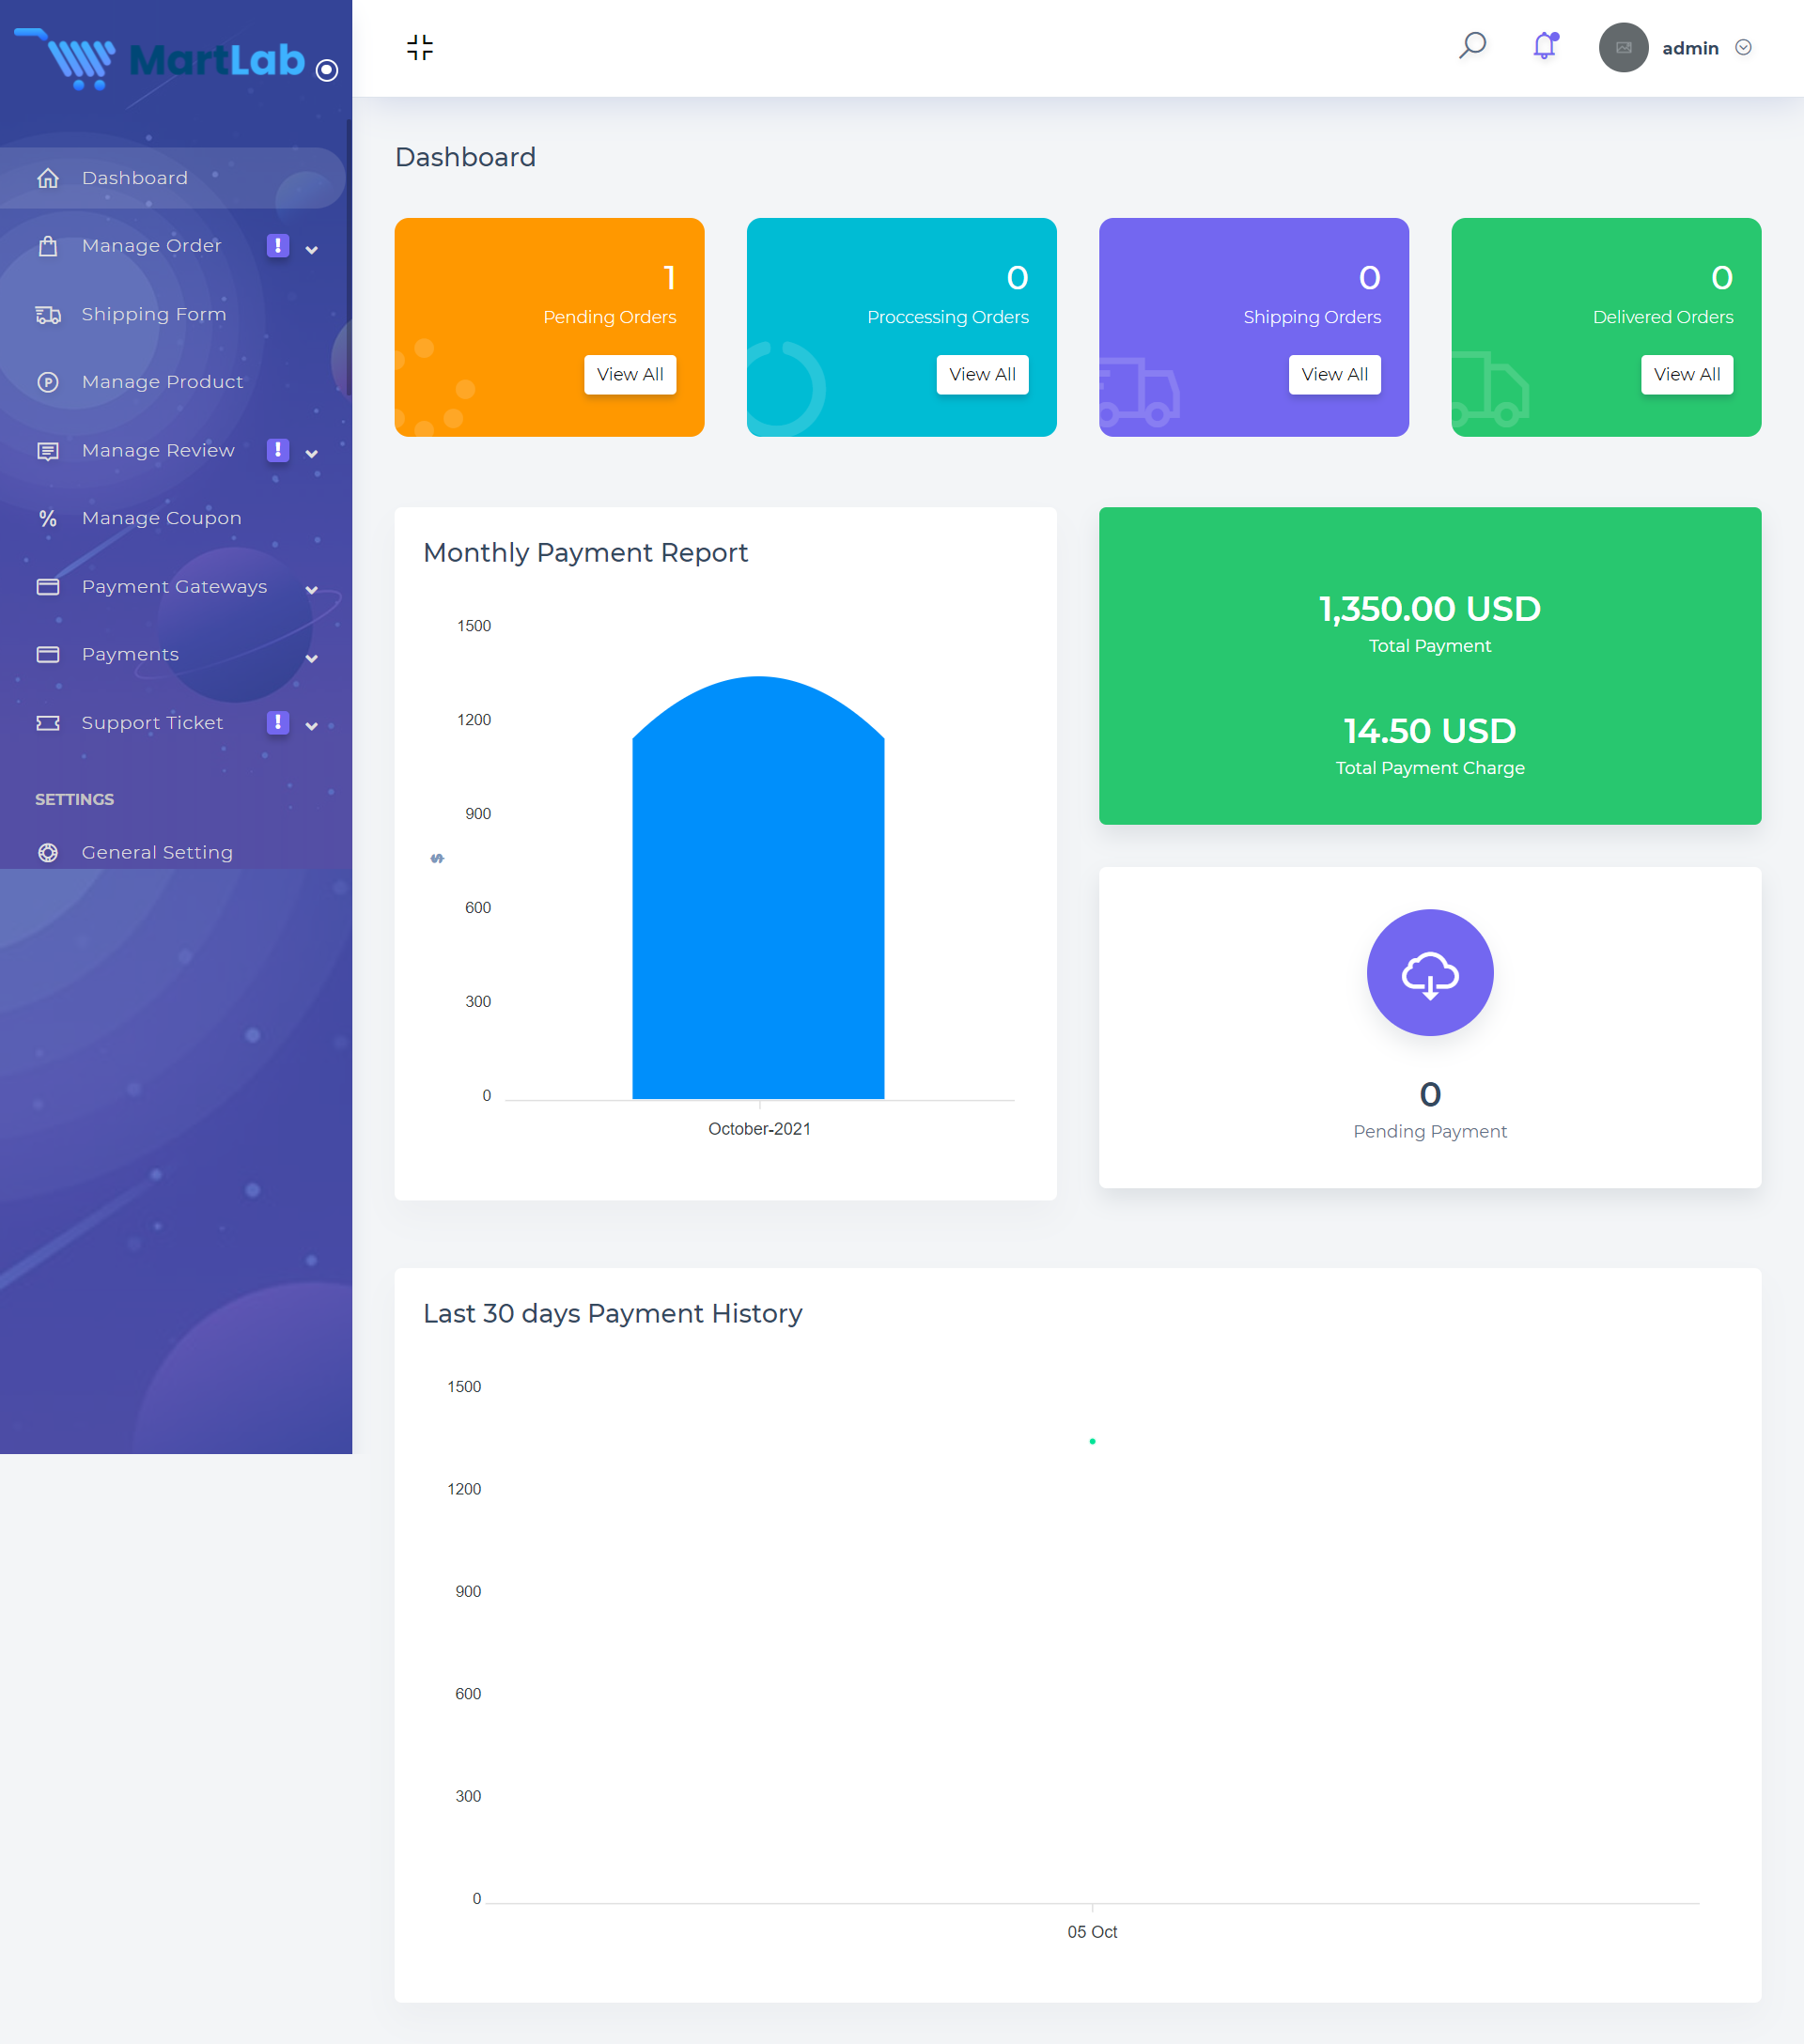 MartLab
admin
Dashboard
Manage Order
Shipping Form
Manage Product
Manage Review
Manage Coupon
Payment Gateways
Payments
Support Ticket
SETTINGS
General Setting
Dashboard
1
Pending Orders
View All
0
Proccessing Orders
View All
0
Shipping Orders
View All
0
Delivered Orders
View All
Monthly Payment Report
1500
1200
900
$
600
300
0
October-2021
1,350.00 USD
Total Payment
14.50 USD
Total Payment Charge
0
Pending Payment
Last 30 days Payment History
1500
1200
900
600
300
0
05 Oct